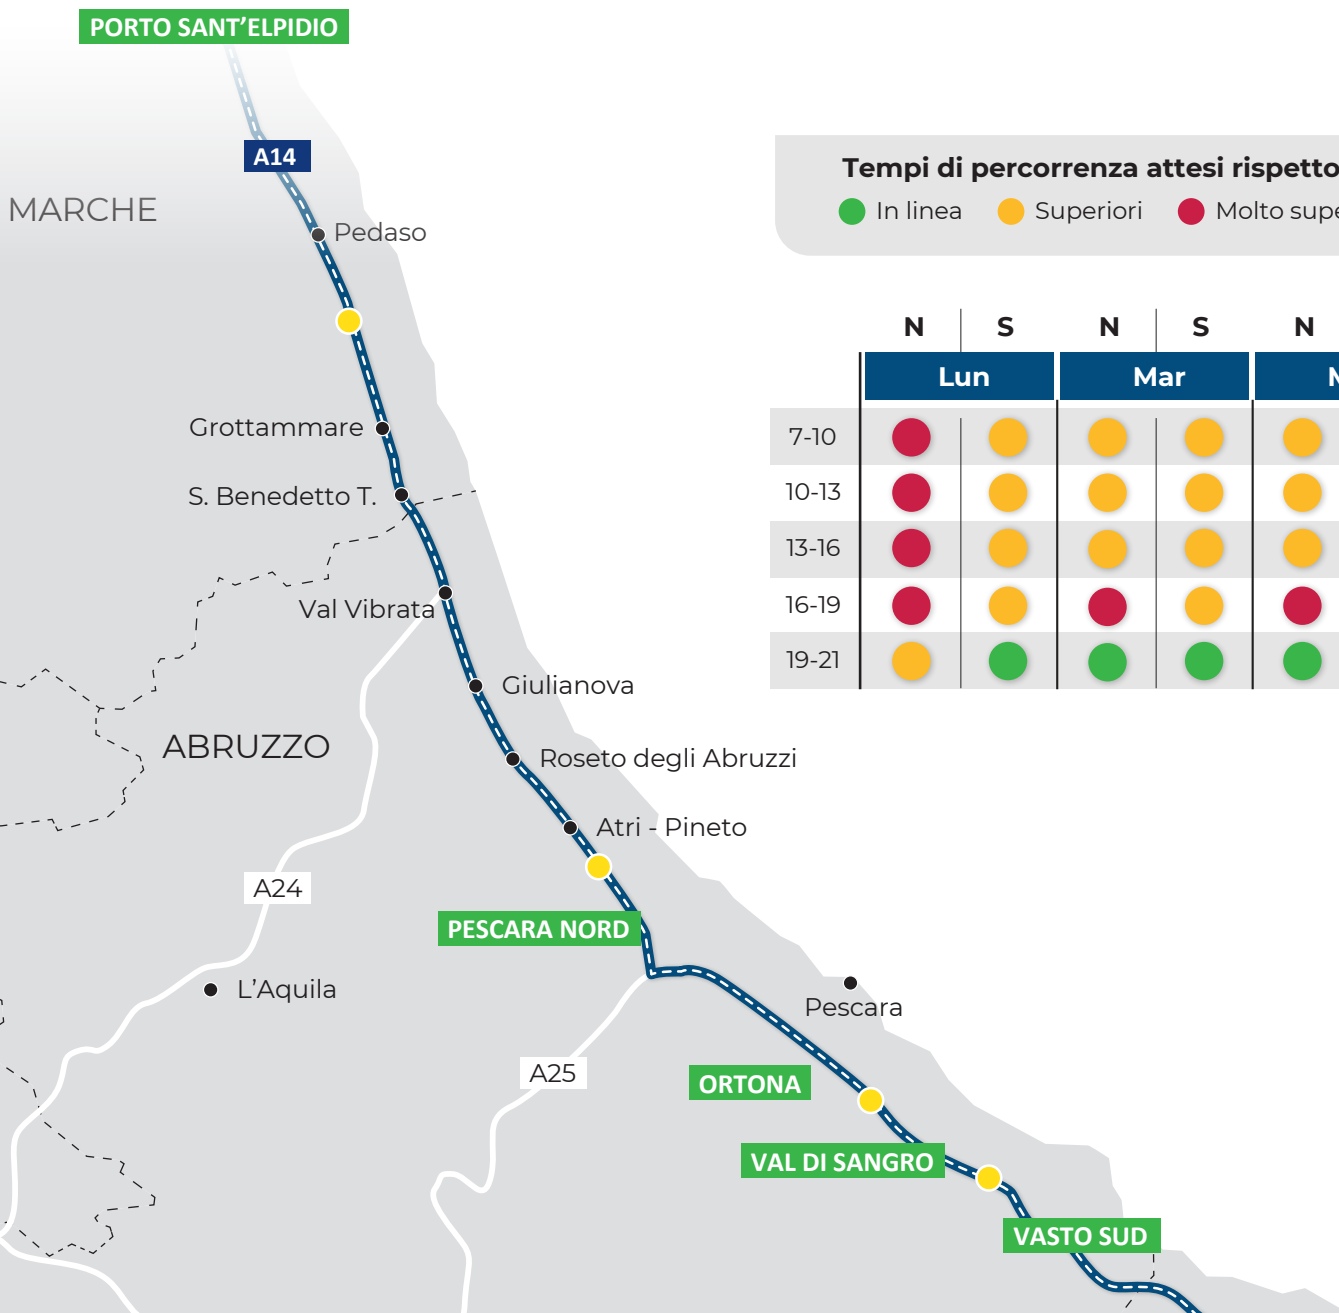 PORTO SANT'ELPIDIO
A14
MARCHE
Pedaso
Tempi di percorrenza attesi rispetto
In linea Superiori Molto supe
N S N S N
Lun Mar M
7-10
10-13
13-16
16-19
19-21
Grottammare
S. Benedetto T.
Val Vibrata
Giulianova
ABRUZZO
Roseto degli Abruzzi
Atri - Pineto
A24
PESCARA NORD
L'Aquila
Pescara
A25
ORTONA
VAL DI SANGRO
VASTO SUD